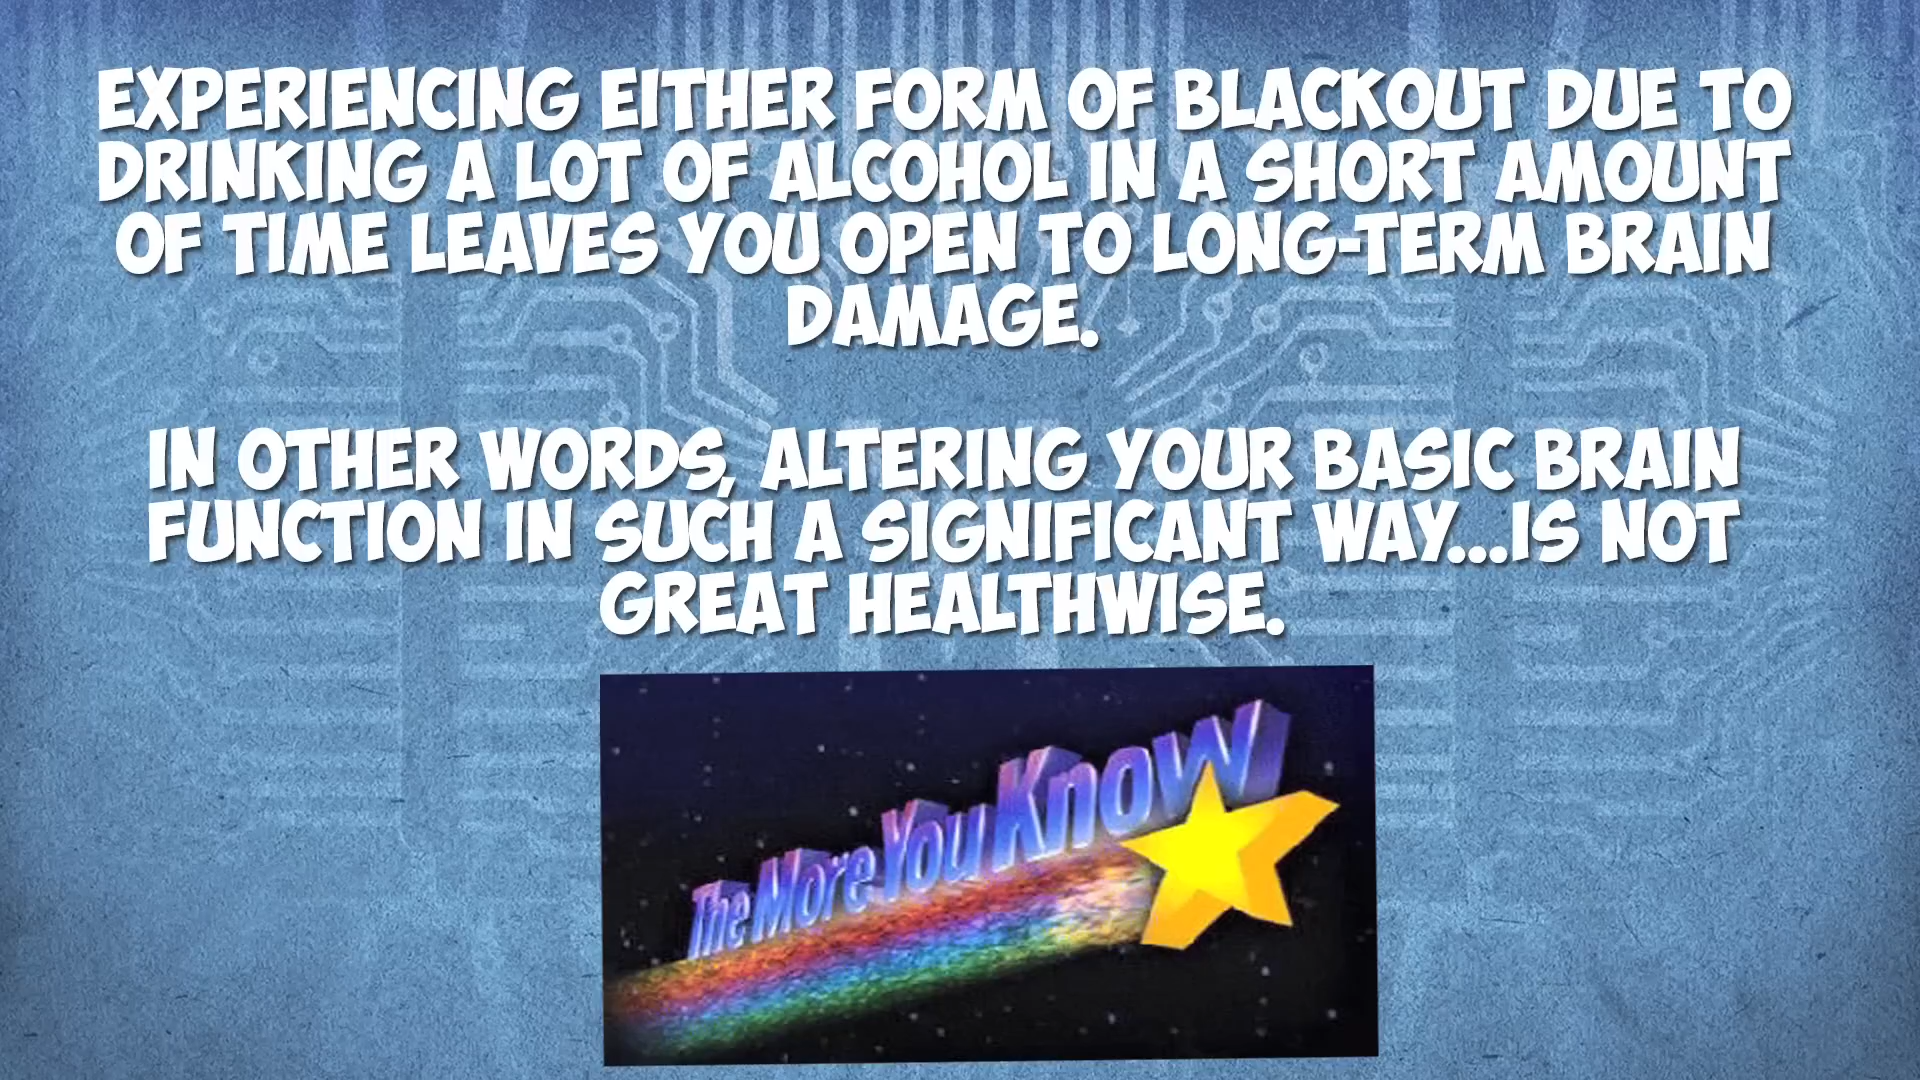 EXPERIENCING EITHER FORM OF BLACKOUT DUE TO
DRINKING A LOT OF ALCOHOL IN A SHORT AMOUNT
OF TIME LEAVES YOU OPEN TO LONG-TERM BRAIN
DAMAGE.
IN OTHER WORDS, ALTERING YOUR BASIC BRAIN
FUNCTION IN SUCH A SIGNIFICANT WAY...IS NOT
GREAT HEALTHWISE.
The More You Know